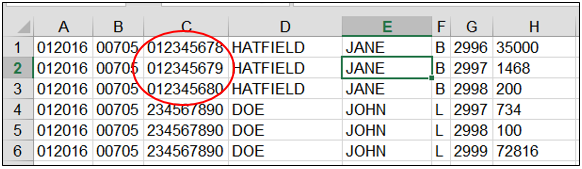 A B C D E F G H
1 012016 00705 012345678 HATFIELD JANE B 2996 35000
2 012016 00705 012345679 HATFIELD JANE B 2997 1468
3 012016 00705 012345680 HATFIELD JANE B 2998 200
4 012016 00705 234567890 DOE JOHN L 2997 734
5 012016 00705 234567890 DOE JOHN L 2998 100
6 012016 00705 234567890 DOE JOHN L 2999 72816